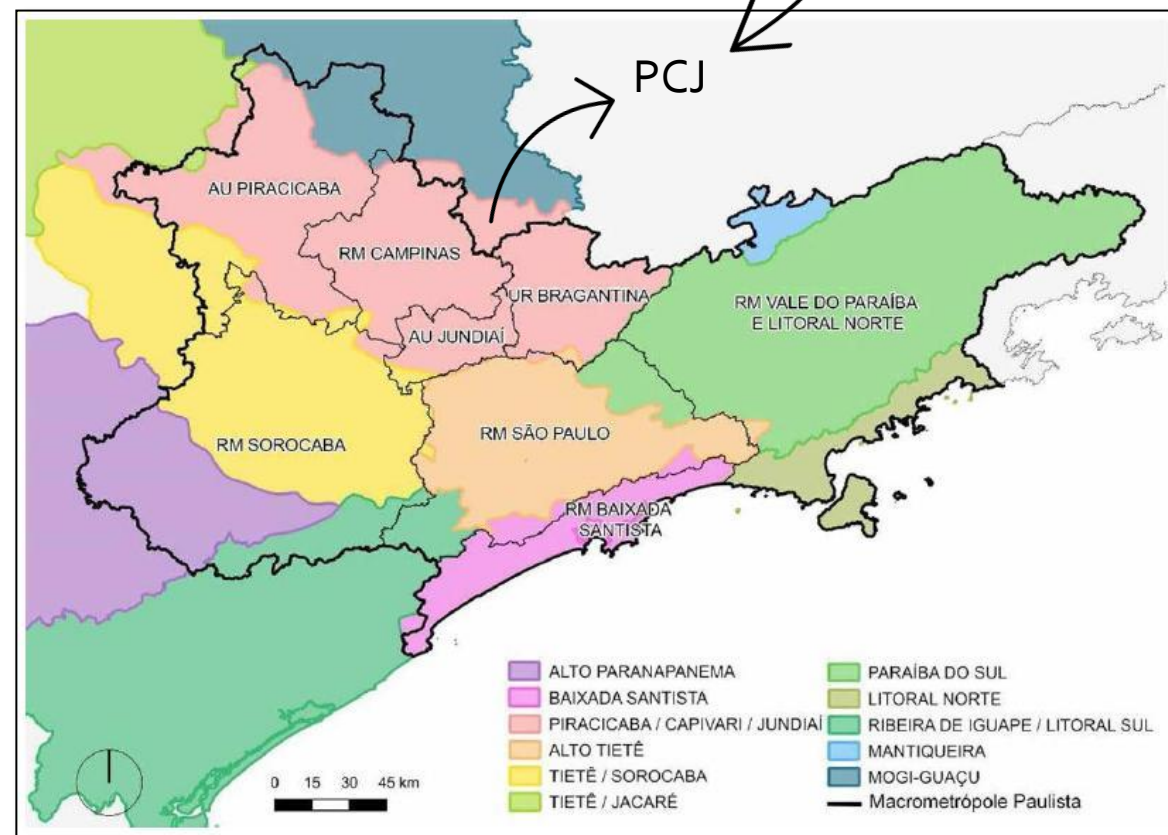 PCJ
AU PIRACICABA
RM CAMPINAS
UR BRAGANTINA
RM VALE DO PARAÍBA
E LITORAL NORTE
AU JUNDIAÍ
RM SÃO PAULO
RM SOROCABA
RM BAIXADA
SANTISTA
ALTO PARANAPANEMA
BAIXADA SANTISTA
PIRACICABA / CAPIVARI / JUNDIAÍ
ALTO TIETÊ
TIETÊ / SOROCABA
TIETÊ / JACARÉ
PARAÍBA DO SUL
LITORAL NORTE
RIBEIRA DE IGUAPE / LITORAL SUL
MANTIQUEIRA
MOGI-GUAÇU
Macrometrópole Paulista
0 15 30 45 km